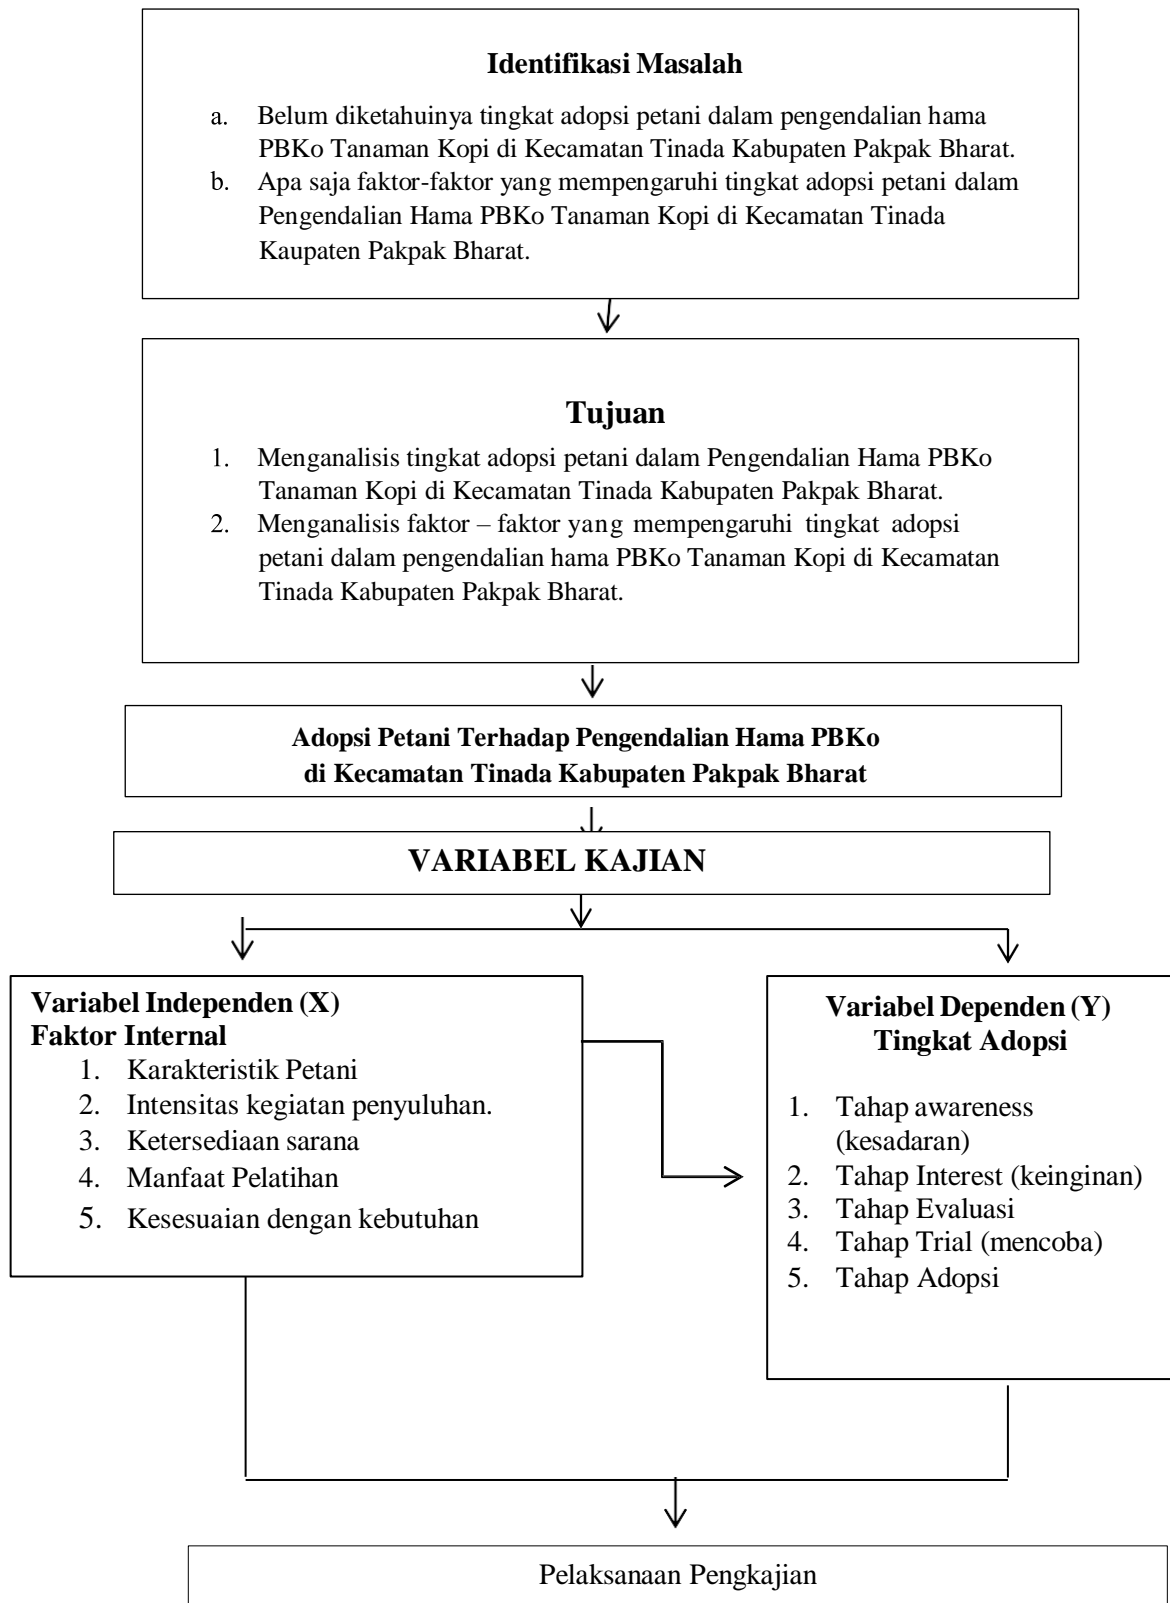 Identifikasi Masalah
a. Belum diketahuinya tingkat adopsi petani dalam pengendalian hama
PBKo Tanaman Kopi di Kecamatan Tinada Kabupaten Pakpak Bharat.
b. Apa saja faktor-faktor yang mempengaruhi tingkat adopsi petani dalam
Pengendalian Hama PBKo Tanaman Kopi di Kecamatan Tinada
Kaupaten Pakpak Bharat.
Tujuan
1. Menganalisis tingkat adopsi petani dalam Pengendalian Hama PBKo
Tanaman Kopi di Kecamatan Tinada Kabupaten Pakpak Bharat.
2. Menganalisis faktor – faktor yang mempengaruhi tingkat adopsi
petani dalam pengendalian hama PBKo Tanaman Kopi di Kecamatan
Tinada Kabupaten Pakpak Bharat.
Adopsi Petani Terhadap Pengendalian Hama PBKo
di Kecamatan Tinada Kabupaten Pakpak Bharat
VARIABEL KAJIAN
Variabel Independen (X)
Faktor Internal
1. Karakteristik Petani
2. Intensitas kegiatan penyuluhan.
3. Ketersediaan sarana
4. Manfaat Pelatihan
5. Kesesuaian dengan kebutuhan
Variabel Dependen (Y)
Tingkat Adopsi
1. Tahap awareness
(kesadaran)
2. Tahap Interest (keinginan)
3. Tahap Evaluasi
4. Tahap Trial (mencoba)
5. Tahap Adopsi
Pelaksanaan Pengkajian